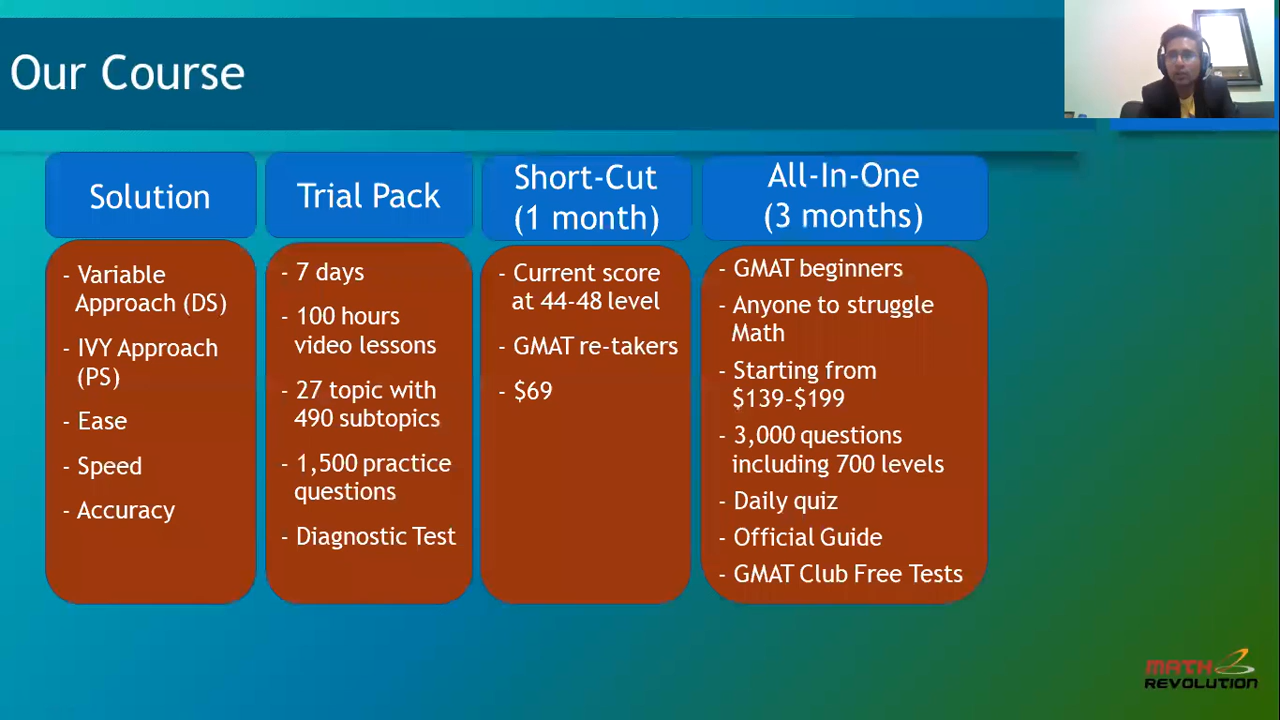 Our Course
Solution
- Variable
Approach (DS)
- IVY Approach
(PS)
- Ease
- Speed
- Accuracy
Trial Pack
- 7 days
- 100 hours
video lessons
- 27 topic with
490 subtopics
- 1,500 practice
questions
- Diagnostic Test
Short-Cut
(1 month)
- Current score
at 44-48 level
- GMAT re-takers
- $69
All-In-One
(3 months)
- GMAT beginners
- Anyone to struggle
Math
- Starting from
$139-$199
- 3,000 questions
including 700 levels
- Daily quiz
- Official Guide
- GMAT Club Free Tests
MATH
REVOLUTION